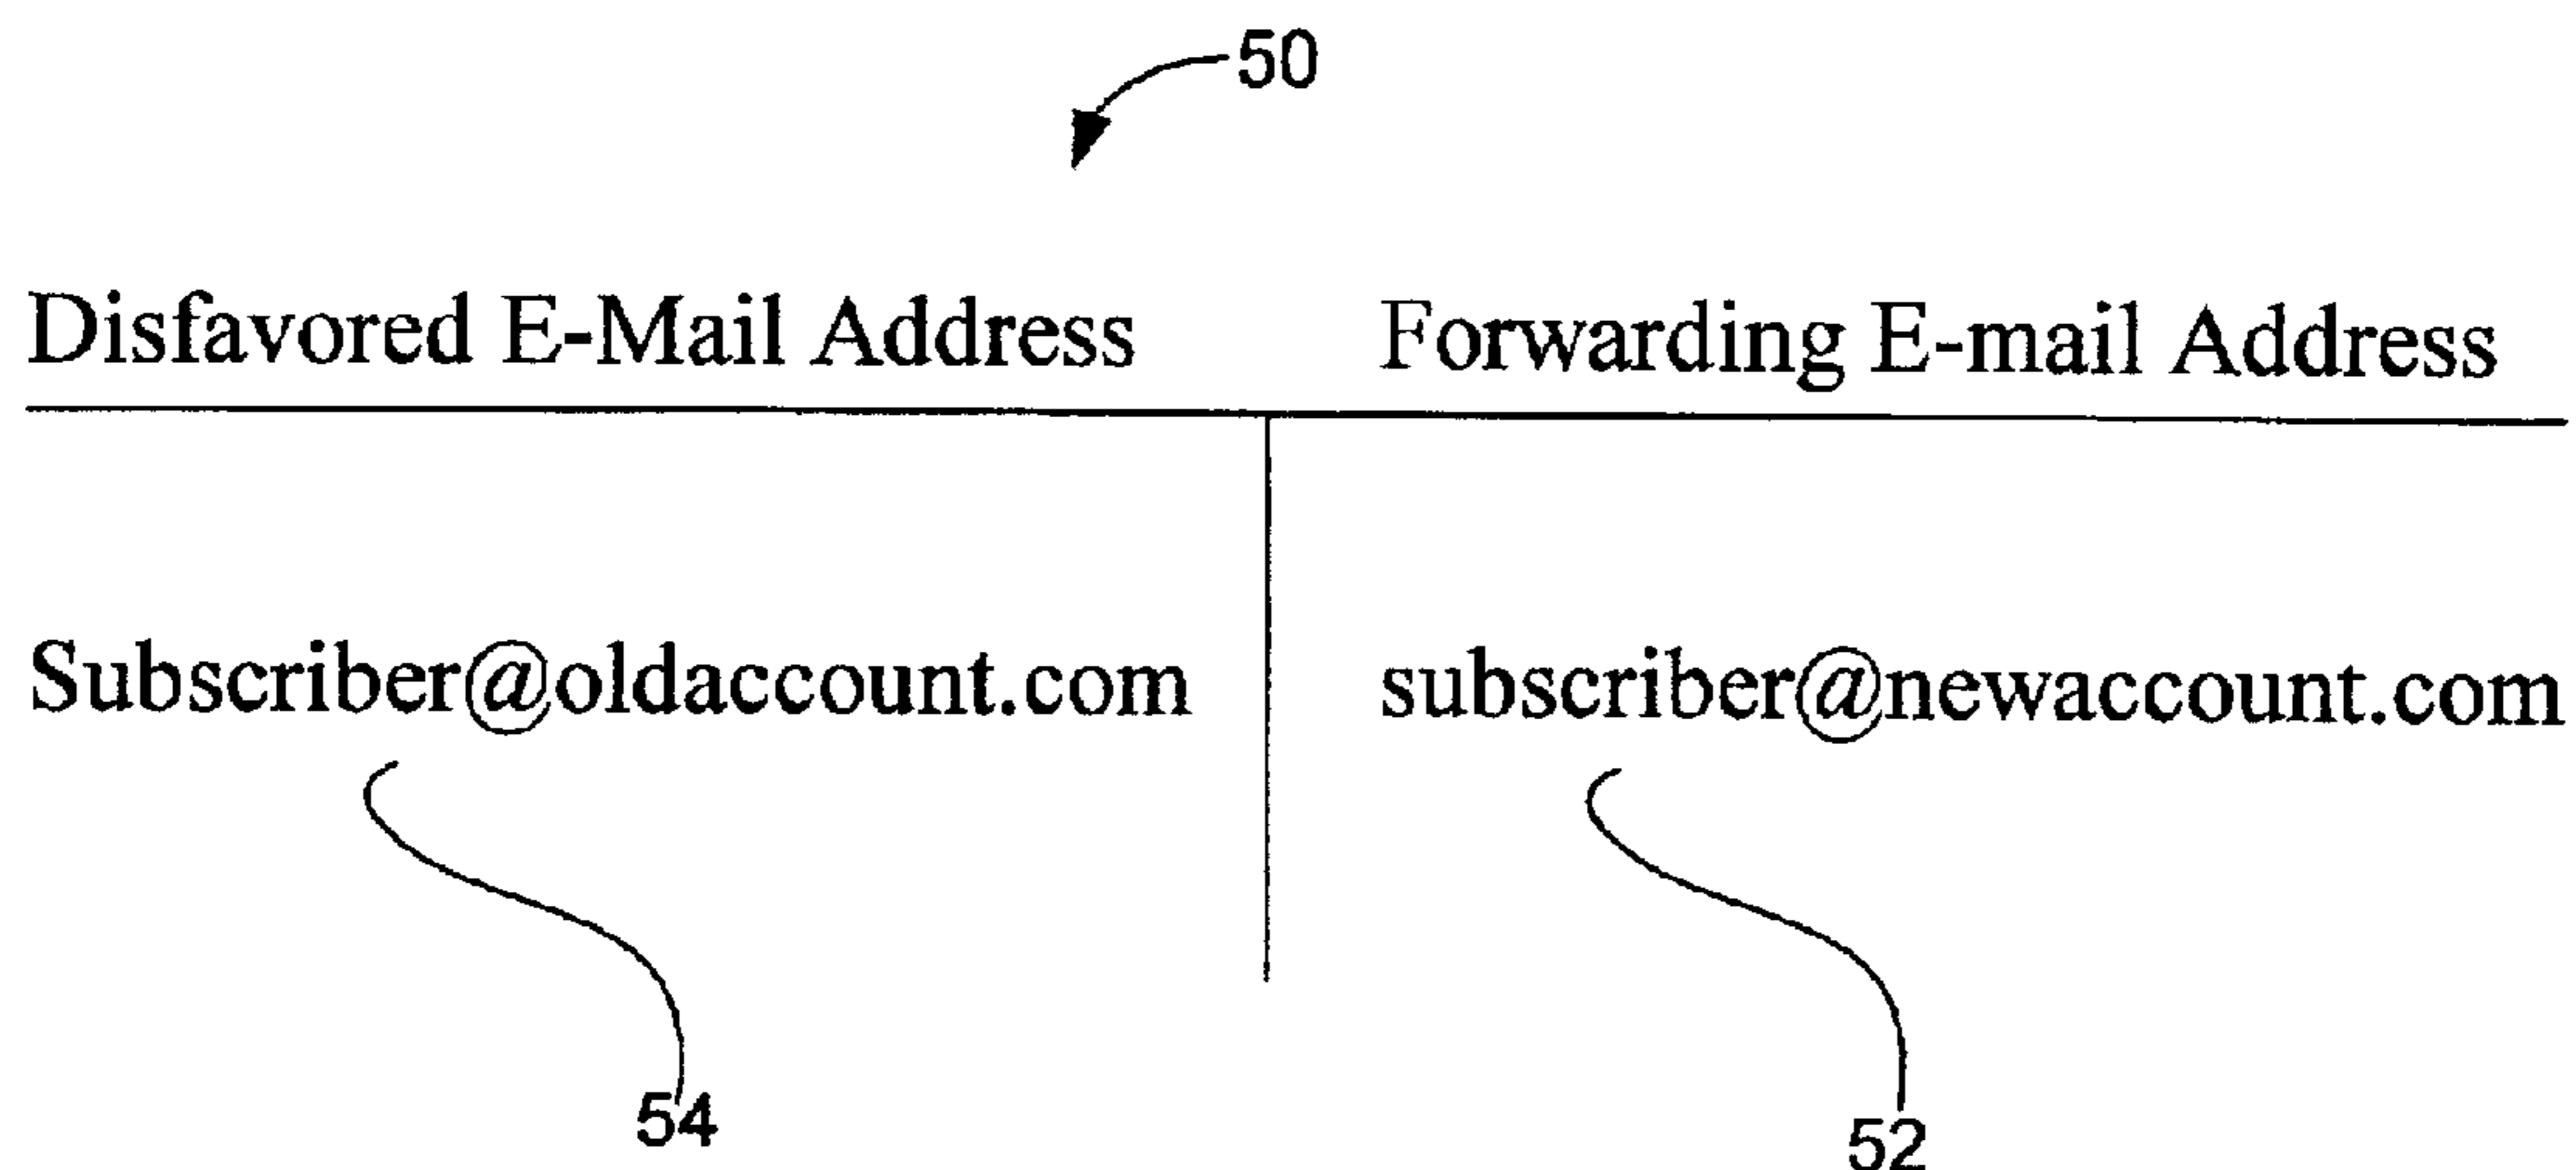 50
Disfavored E-Mail Address Forwarding E-mail Address
Subscriber@oldaccount.com subscriber@newaccount.com
54 52